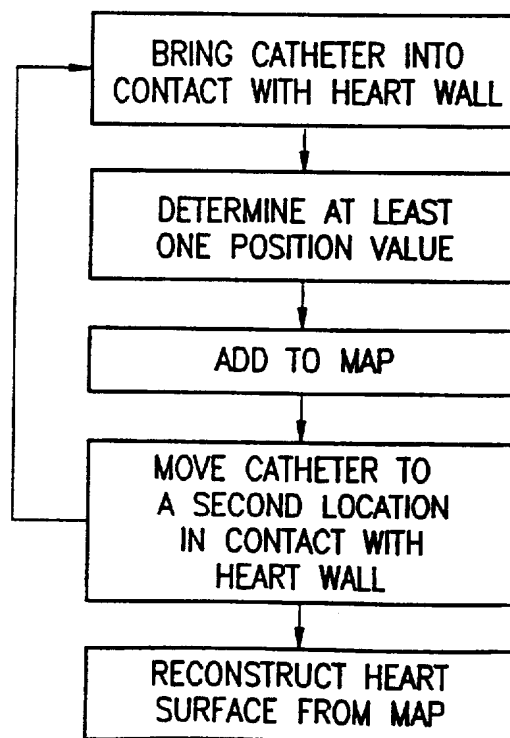 BRING CATHETER INTO
CONTACT WITH HEART WALL
DETERMINE AT LEAST
ONE POSITION VALUE
ADD TO MAP
MOVE CATHETER TO
A SECOND LOCATION
IN CONTACT WITH
HEART WALL
RECONSTRUCT HEART
SURFACE FROM MAP